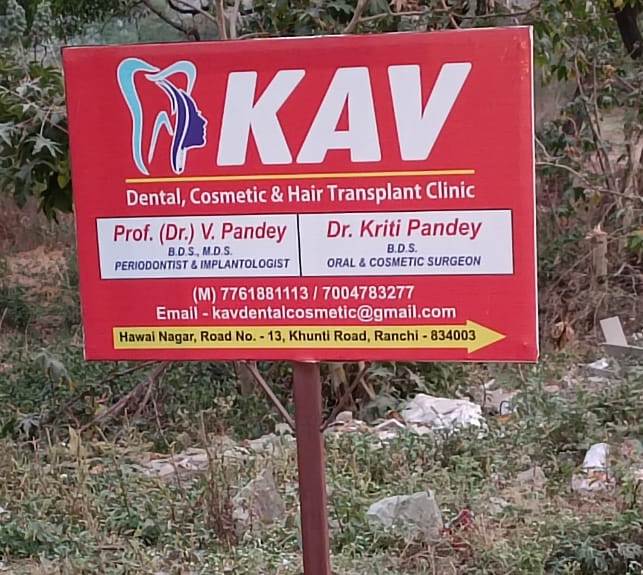 KAV
Dental, Cosmetic & Hair Transplant Clinic
Prof. (Dr.) V. Pandey
B.D.S., M.D.S.
PERIODONTIST & IMPLANTOLOGIST
Dr. Kriti Pandey
B.D.S.
ORAL & COSMETIC SURGEON
(M) 7761881113 / 7004783277
Email - kavdentalcosmetic@gmail.com
Hawai Nagar, Road No. - 13, Khunti Road, Ranchi - 834003